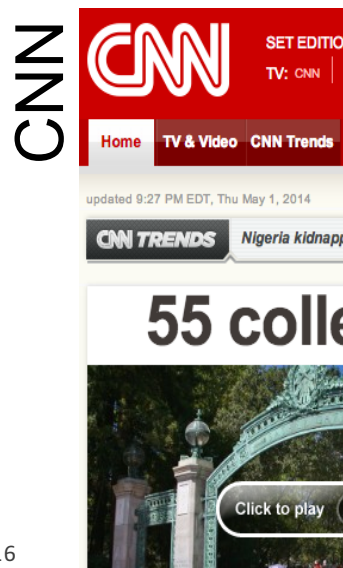 CNN
CNN
SET EDITIO
TV: CNN
Home TV & Video CNN Trends
updated 9:27 PM EDT, Thu May 1, 2014
CNN TRENDS Nigeria kidnapp
55 colle
Click to play
16